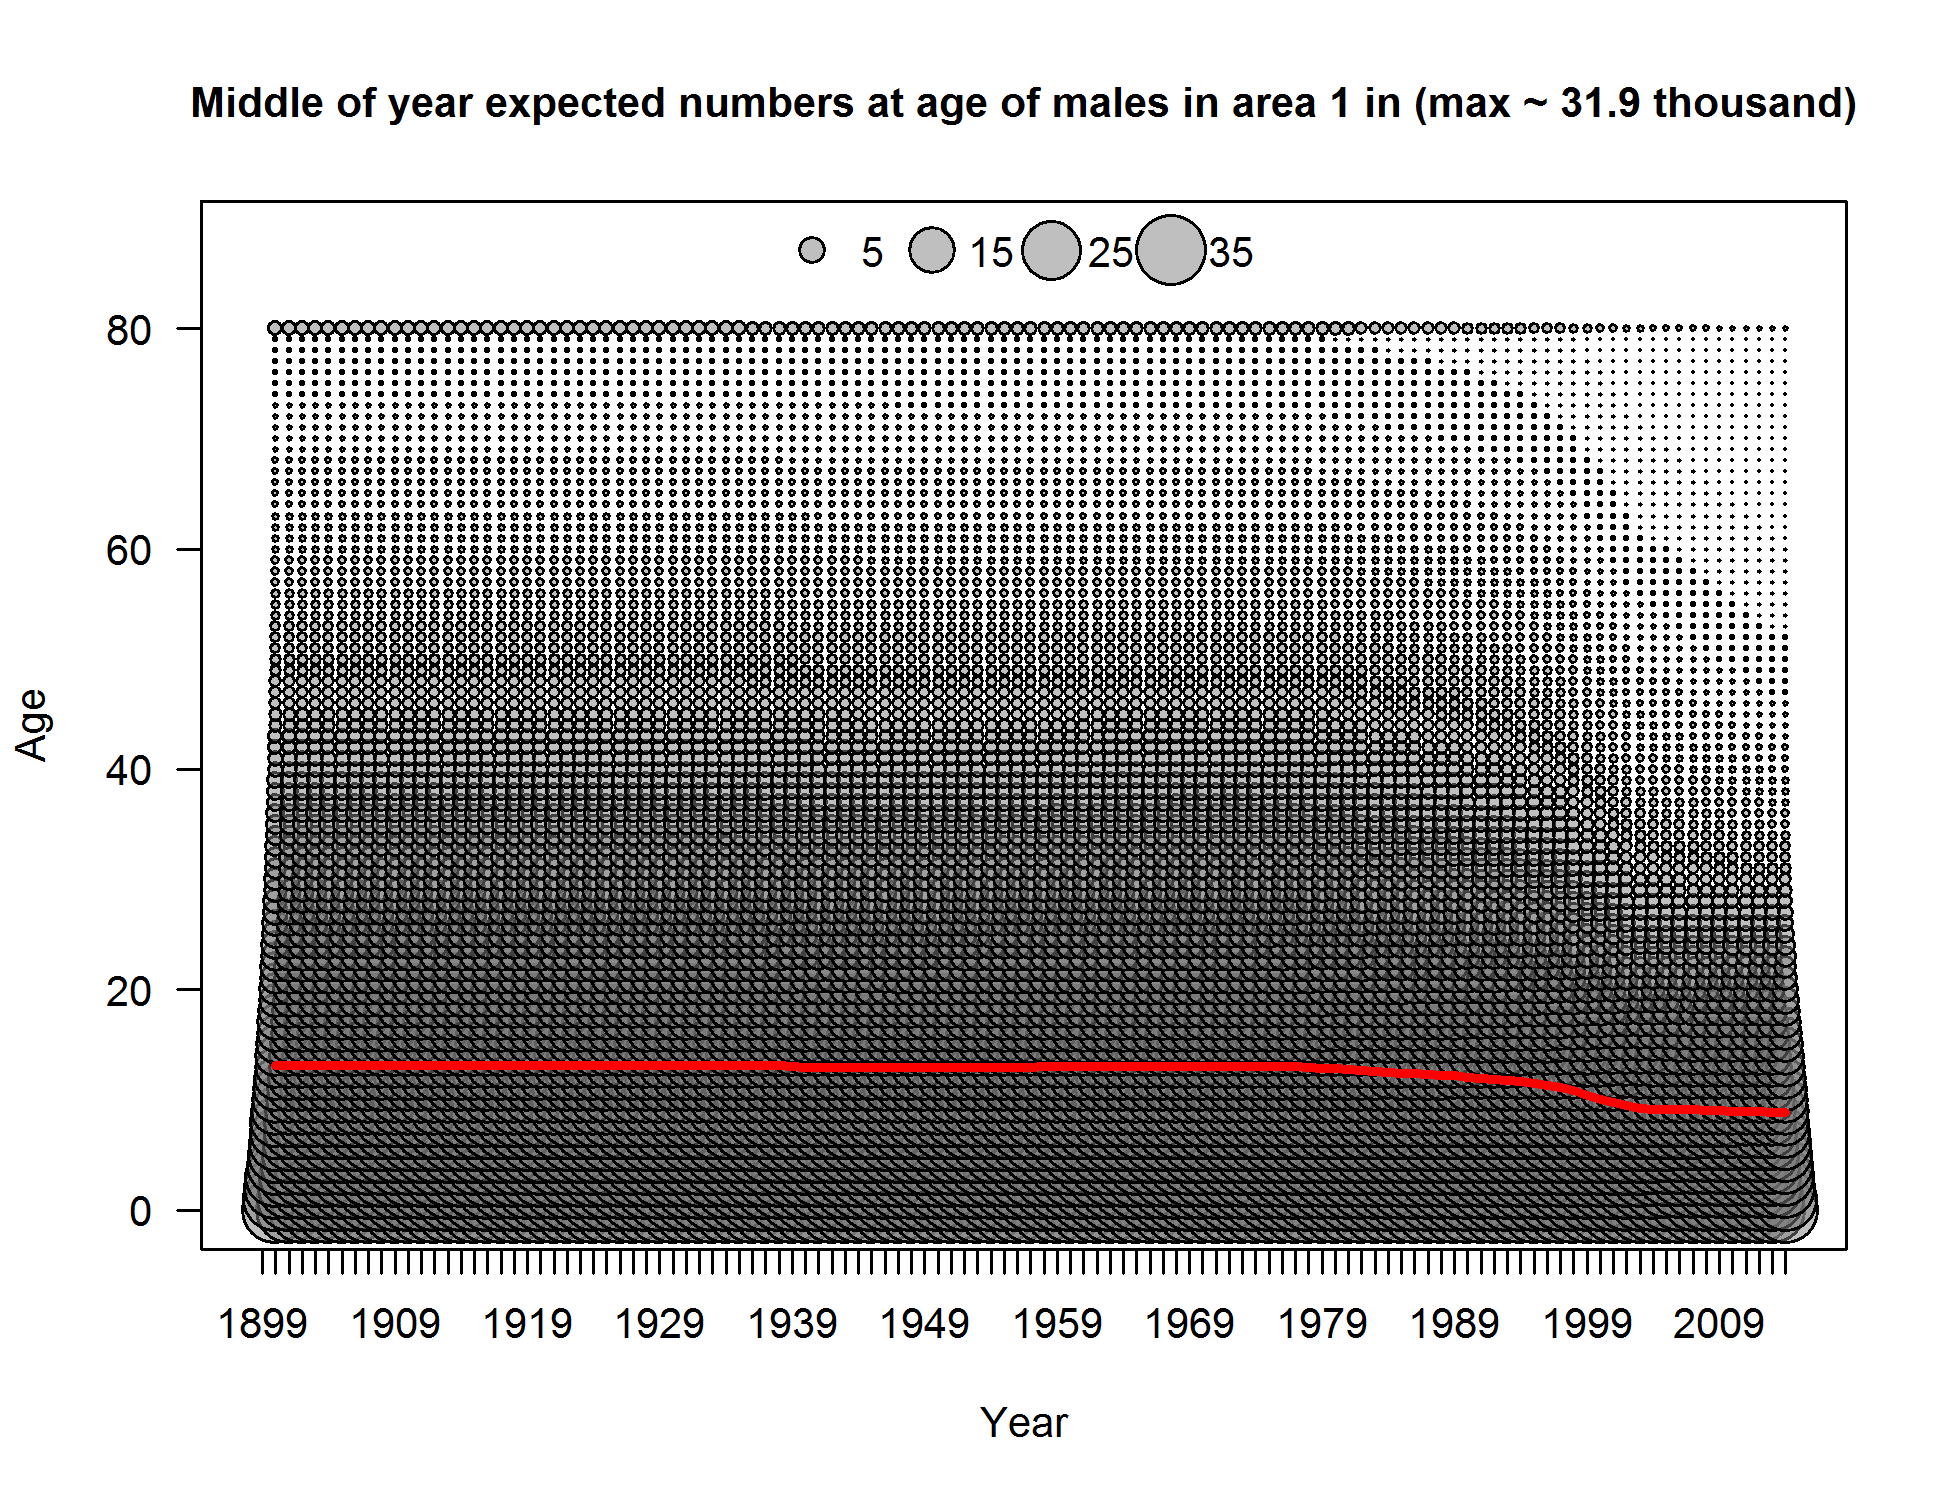 Middle of year expected numbers at age of males in area 1 in (max ~ 31.9 thousand)
5 15 25 35
80
60
40
20
0
Age
1899 1909 1919 1929 1939 1949 1959 1969 1979 1989 1999 2009
Year